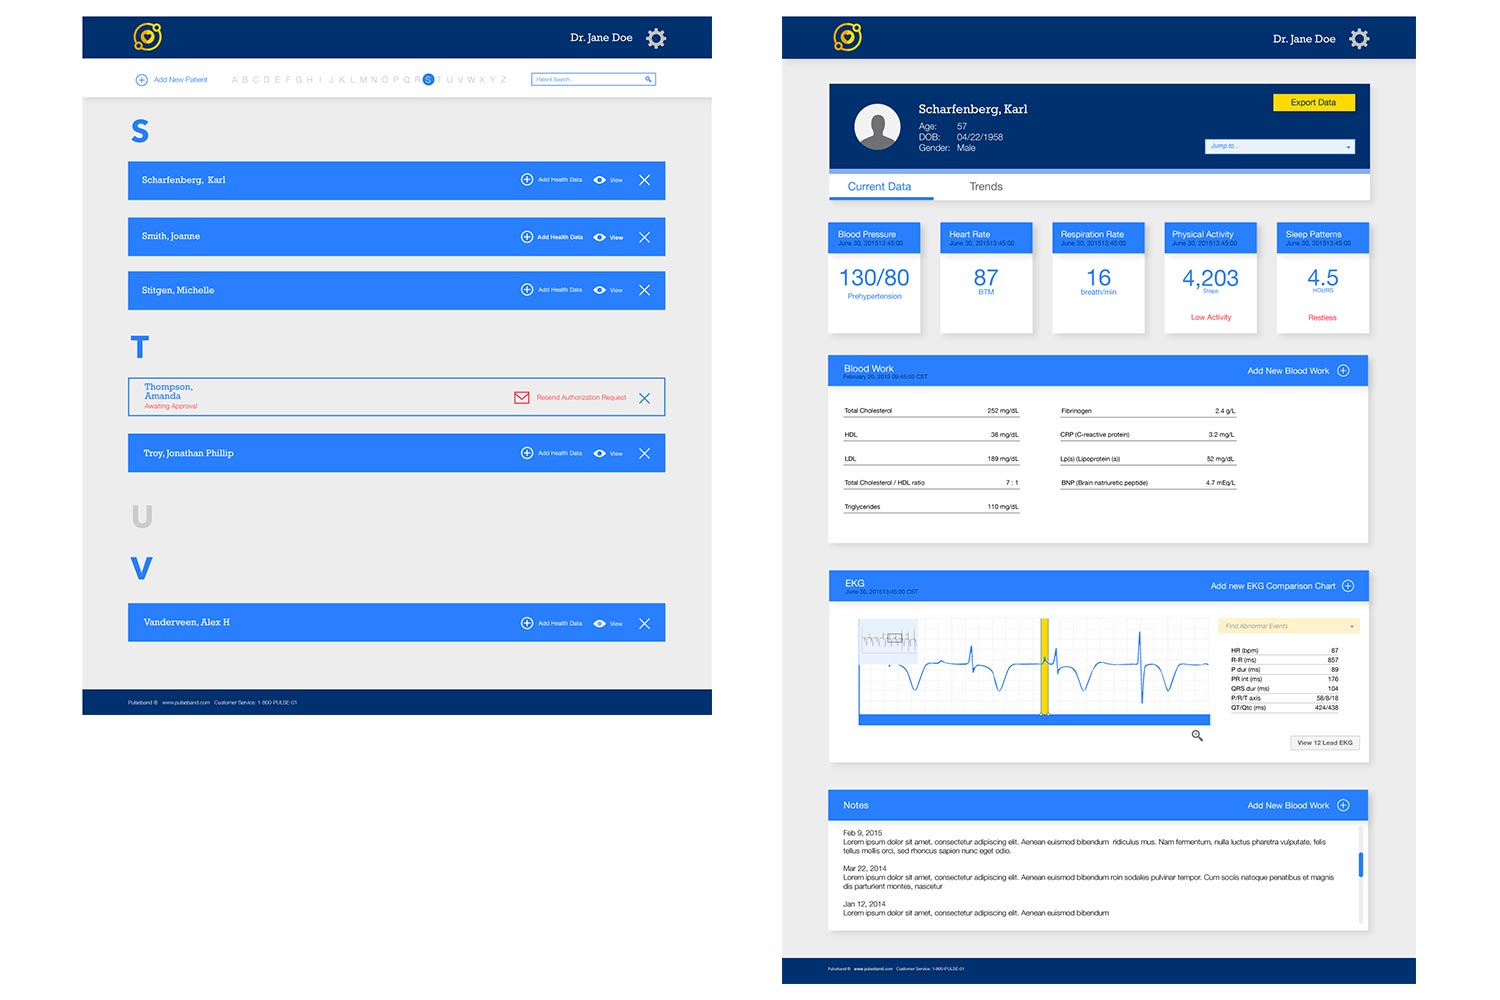 Dr. Jane Doe
Add New Patient
A B C D E F G H I J K L M N O P Q R S T U V W X Y Z
Patient Search...
S
Scharfenberg, Karl
Add Health Data
View
Smith, Joanne
Add Health Data
View
Stitgen, Michelle
Add Health Data
View
T
Thompson,
Amanda
Awaiting Approval
Resend Authorization Request
Troy, Jonathan Phillip
Add Health Data
View
U
V
Vanderveen, Alex H
Add Health Data
View
Pulseband ® www.pulseband.com Customer Service: 1-800-PULSE-01
Dr. Jane Doe
Scharfenberg, Karl
Age: 57
DOB: 04/22/1958
Gender: Male
Export Data
Jump to...
Current Data
Trends
Blood Pressure
June 30, 201513:45:00
130/80
Prehypertension
Heart Rate
June 30, 201513:45:00
87
BTM
Respiration Rate
June 30, 201513:45:00
16
breath/min
Physical Activity
June 30, 201513:45:00
4,203
Steps
Low Activity
Sleep Patterns
June 30, 201513:45:00
4.5
HOURS
Restless
Blood Work
February 20, 2015 09:45:00 CST
Add New Blood Work
Total Cholesterol 252 mg/dL
HDL 36 mg/dL
LDL 189 mg/dL
Total Cholesterol / HDL ratio 7 : 1
Triglycerides 110 mg/dL
Fibrinogen 2.4 g/L
CRP (C-reactive protein) 3.2 mg/L
Lp(a) (Lipoprotein (a)) 52 mg/dL
BNP (Brain natriuretic peptide) 4.7 mEq/L
EKG
June 30, 201513:45:00 CST
Add new EKG Comparison Chart
Find Abnormal Events
HR (bpm) 87
R-R (ms) 857
P dur (ms) 89
PR int (ms) 176
QRS dur (ms) 104
P/R/T axis 58/8/18
QT/Qtc (ms) 424/438
View 12 Lead EKG
Notes
Add New Blood Work
Feb 9, 2015
Lorem ipsum dolor sit amet, consectetur adipiscing elit. Aenean euismod bibendum ridiculus mus. Nam fermentum, nulla luctus pharetra vulputate, felis
tellus mollis orci, sed rhoncus sapien nunc eget odio.
Mar 22, 2014
Lorem ipsum dolor sit amet, consectetur adipiscing elit. Aenean euismod bibendum roin sodales pulvinar tempor. Cum sociis natoque penatibus et magnis
dis parturient montes, nascetur
Jan 12, 2014
Lorem ipsum dolor sit amet, consectetur adipiscing elit. Aenean euismod bibendum
Pulseband ® www.pulseband.com Customer Service: 1-800-PULSE-01